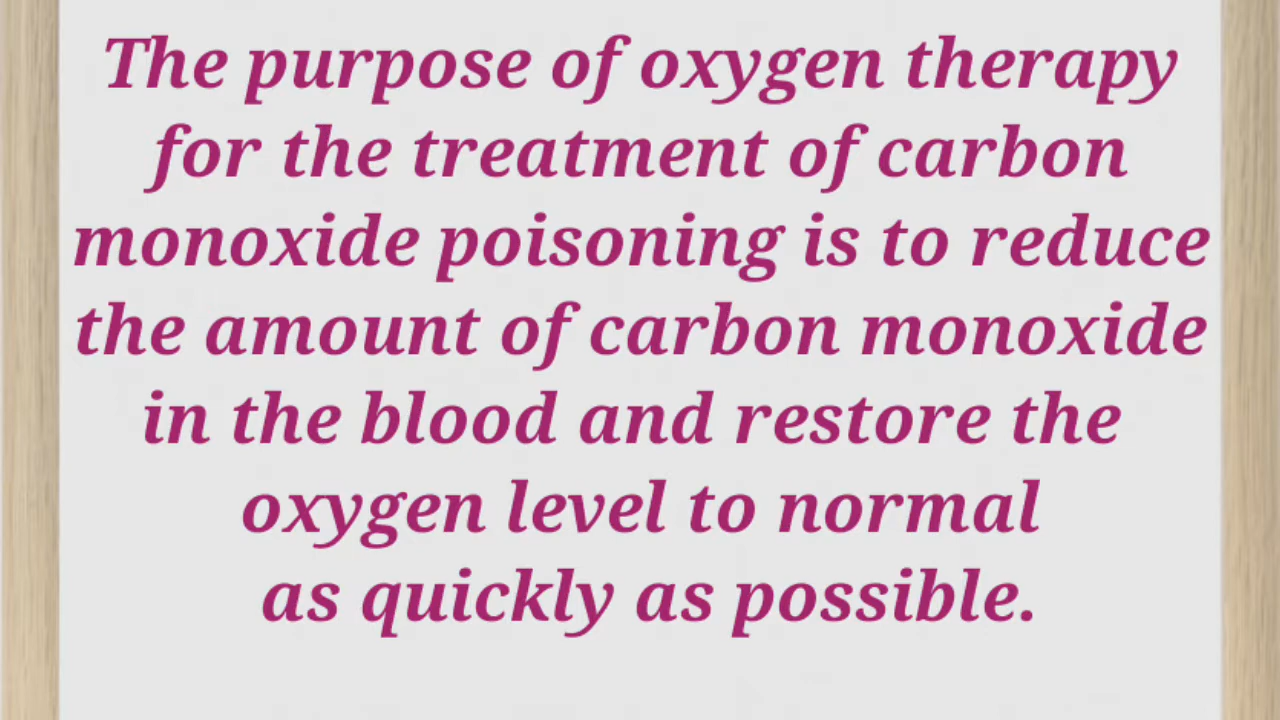 The purpose of oxygen therapy
for the treatment of carbon
monoxide poisoning is to reduce
the amount of carbon monoxide
in the blood and restore the
oxygen level to normal
as quickly as possible.